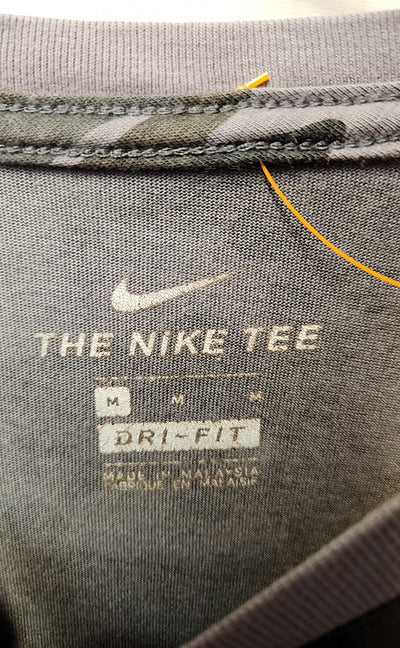 THE NIKE TEE
M M M
DRI-FIT
MADE IN MALAYSIA
FABRIQUÉ EN MALAISIE